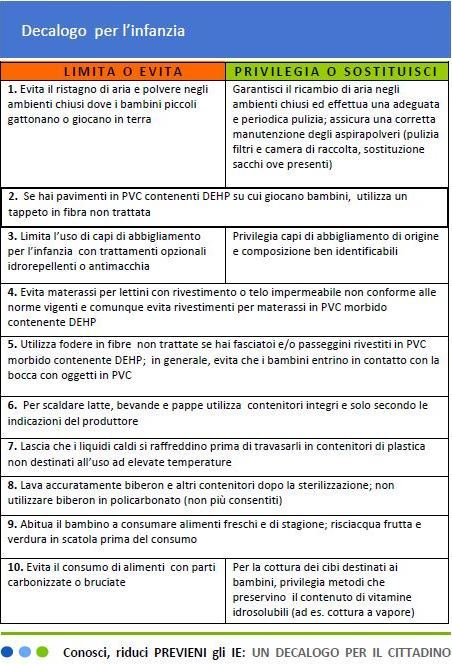 Decalogo per l'infanzia
LIMITA O EVITA
PRIVILEGIA O SOSTITUISCI
1. Evita il ristagno di aria e polvere negli
ambienti chiusi dove i bambini piccoli
gattonano o giocano in terra
Garantisci il ricambio di aria negli
ambienti chiusi ed effettua una adeguata
e periodica pulizia; assicura una corretta
manutenzione degli aspirapolveri (pulizia
filtri e camera di raccolta, sostituzione
sacchi ove presenti)
2. Se hai pavimenti in PVC contenenti DEHP su cui giocano bambini, utilizza un
tappeto in fibra non trattata
3. Limita l'uso di capi di abbigliamento
per l'infanzia con trattamenti opzionali
idrorepellenti o antimacchia
Privilegia capi di abbigliamento di origine
e composizione ben identificabili
4. Evita materassi per lettini con rivestimento o telo impermeabile non conforme alle
norme vigenti e comunque evita rivestimenti per materassi in PVC morbido
contenente DEHP
5. Utilizza fodere in fibre non trattate se hai fasciatoi e/o passeggini rivestiti in PVC
morbido contenente DEHP; in generale, evita che i bambini entrino in contatto con la
bocca con oggetti in PVC
6. Per scaldare latte, bevande e pappe utilizza contenitori integri e solo secondo le
indicazioni del produttore
7. Lascia che i liquidi caldi si raffreddino prima di travasarli in contenitori di plastica
non destinati all'uso ad elevate temperature
8. Lava accuratamente biberon e altri contenitori dopo la sterilizzazione; non
utilizzare biberon in policarbonato (non più consentiti)
9. Abitua il bambino a consumare alimenti freschi e di stagione; risciacqua frutta e
verdura in scatola prima del consumo
10. Evita il consumo di alimenti con parti
carbonizzate o bruciate
Per la cottura dei cibi destinati ai
bambini, privilegia metodi che
preservino il contenuto di vitamine
idrosolubili (ad es. cottura a vapore)
Conosci, riduci PREVIENI gli IE: UN DECALOGO PER IL CITTADINO